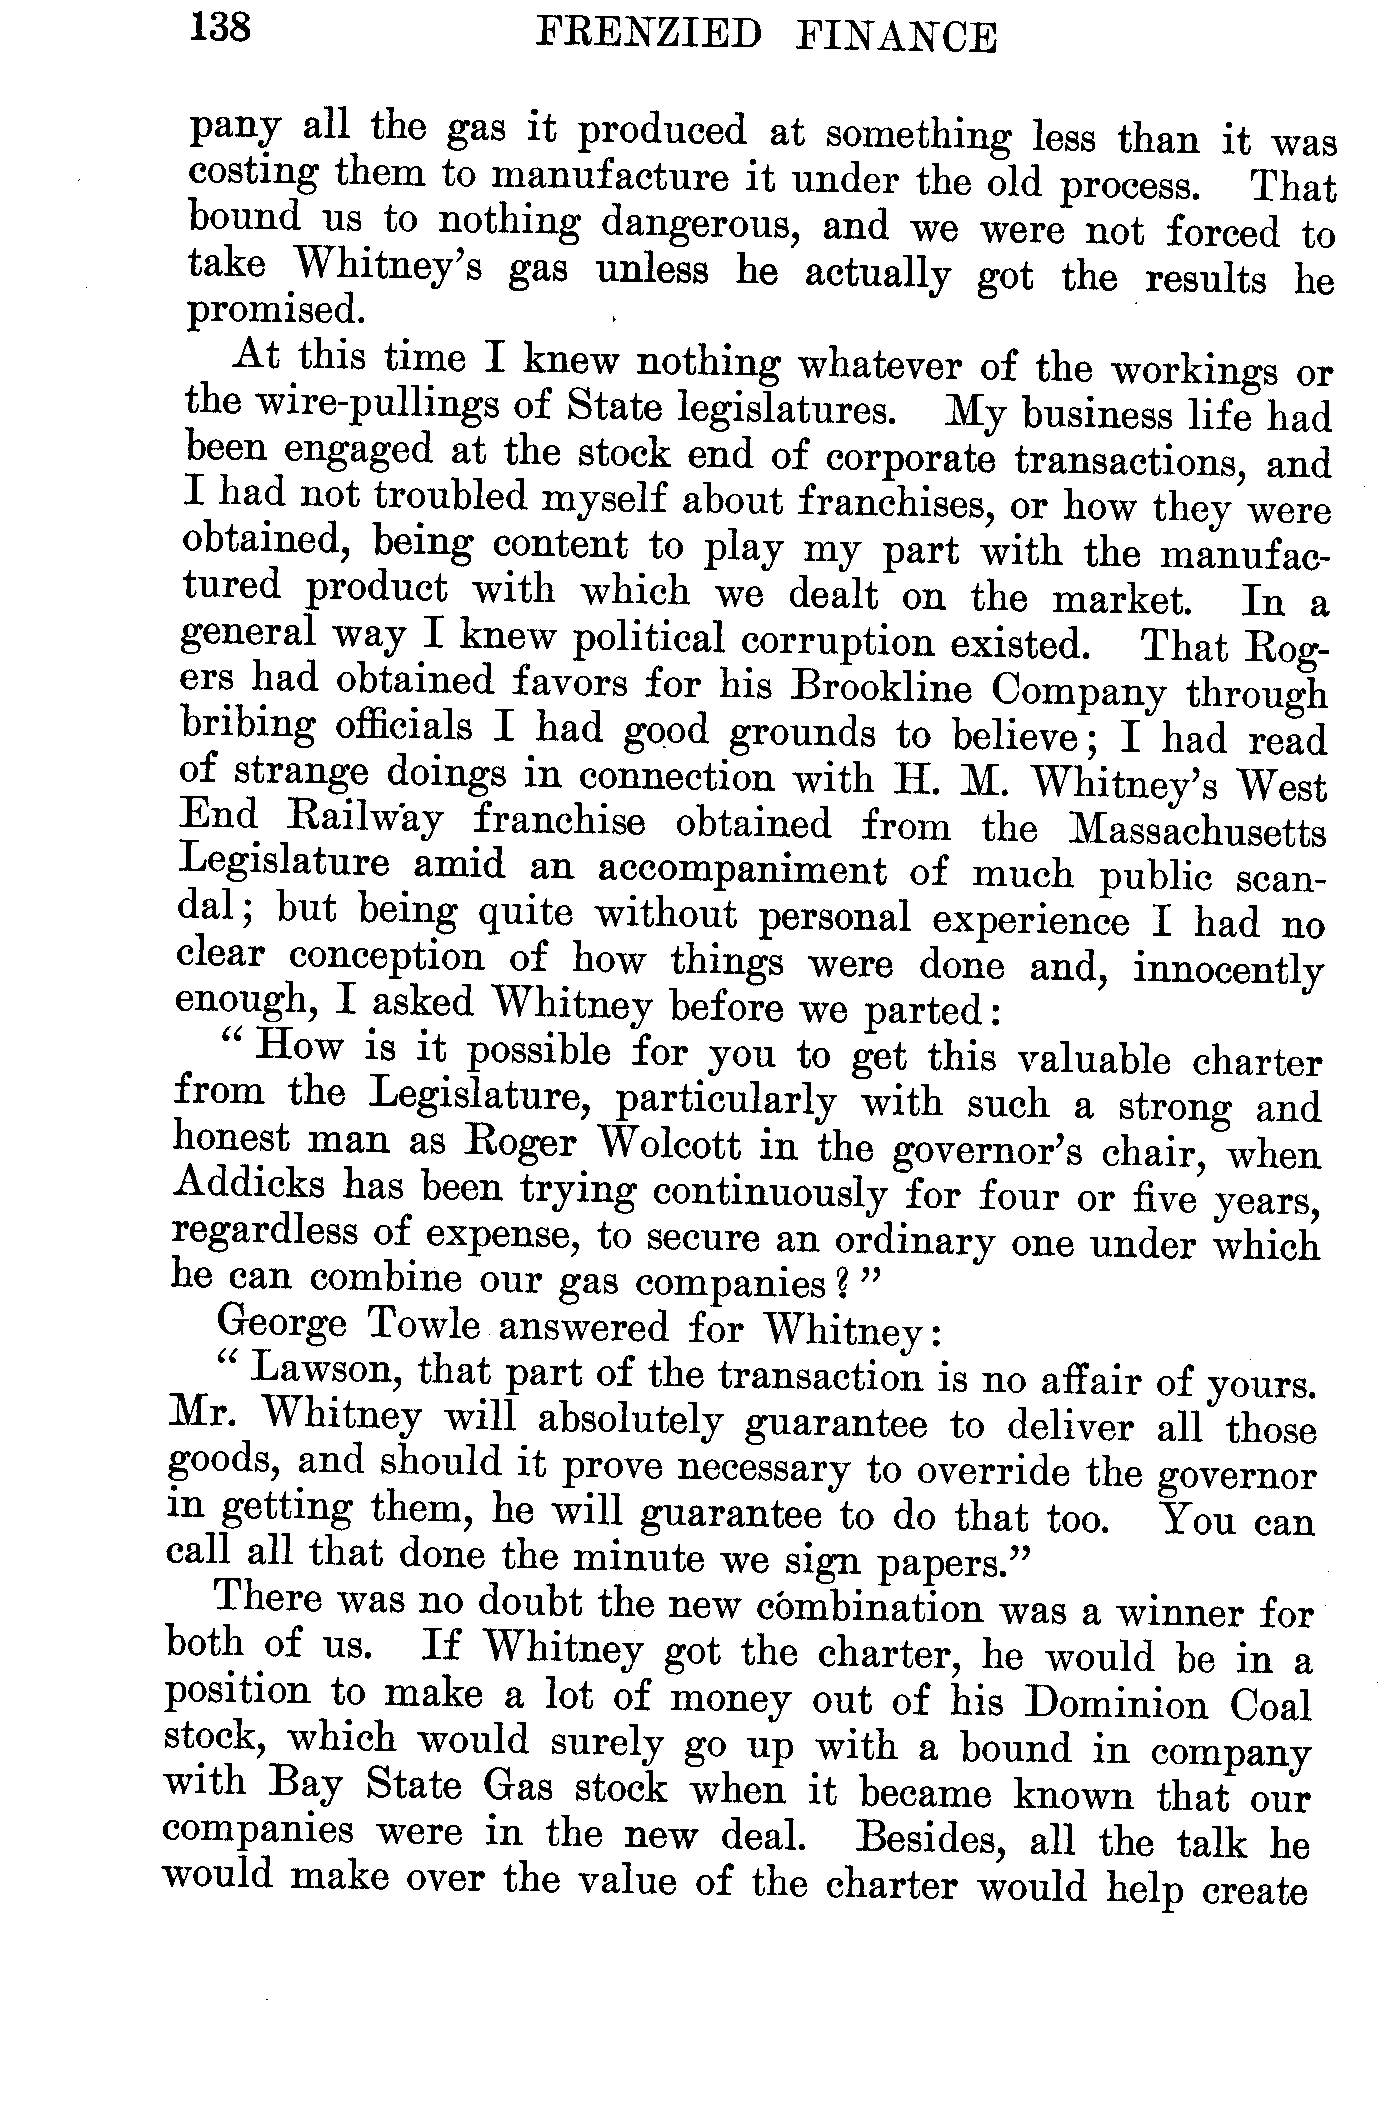 138 FRENZIED FINANCE
pany all the gas it produced at something less than it was
costing them to manufacture it under the old process. That
bound us to nothing dangerous, and we were not forced to
take Whitney's gas unless he actually got the results he
promised.
At this time I knew nothing whatever of the workings or
the wire-pullings of State legislatures. My business life had
been engaged at the stock end of corporate transactions, and
I had not troubled myself about franchises, or how they were
obtained, being content to play my part with the manufac-
tured product with which we dealt on the market. In a
general way I knew political corruption existed. That Rog-
ers had obtained favors for his Brookline Company through
bribing officials I had good grounds to believe; I had read
of strange doings in connection with H. M. Whitney's West
End Railway franchise obtained from the Massachusetts
Legislature amid an accompaniment of much public scan-
dal; but being quite without personal experience I had no
clear conception of how things were done and, innocently
enough, I asked Whitney before we parted:
"How is it possible for you to get this valuable charter
from the Legislature, particularly with such a strong and
honest man as Roger Wolcott in the governor's chair, when
Addicks has been trying continuously for four or five years,
regardless of expense, to secure an ordinary one under which
he can combine our gas companies?"
George Towle answered for Whitney:
"Lawson, that part of the transaction is no affair of yours.
Mr. Whitney will absolutely guarantee to deliver all those
goods, and should it prove necessary to override the governor
in getting them, he will guarantee to do that too. You can
call all that done the minute we sign papers."
There was no doubt the new combination was a winner for
both of us. If Whitney got the charter, he would be in a
position to make a lot of money out of his Dominion Coal
stock, which would surely go up with a bound in company
with Bay State Gas stock when it became known that our
companies were in the new deal. Besides, all the talk he
would make over the value of the charter would help create